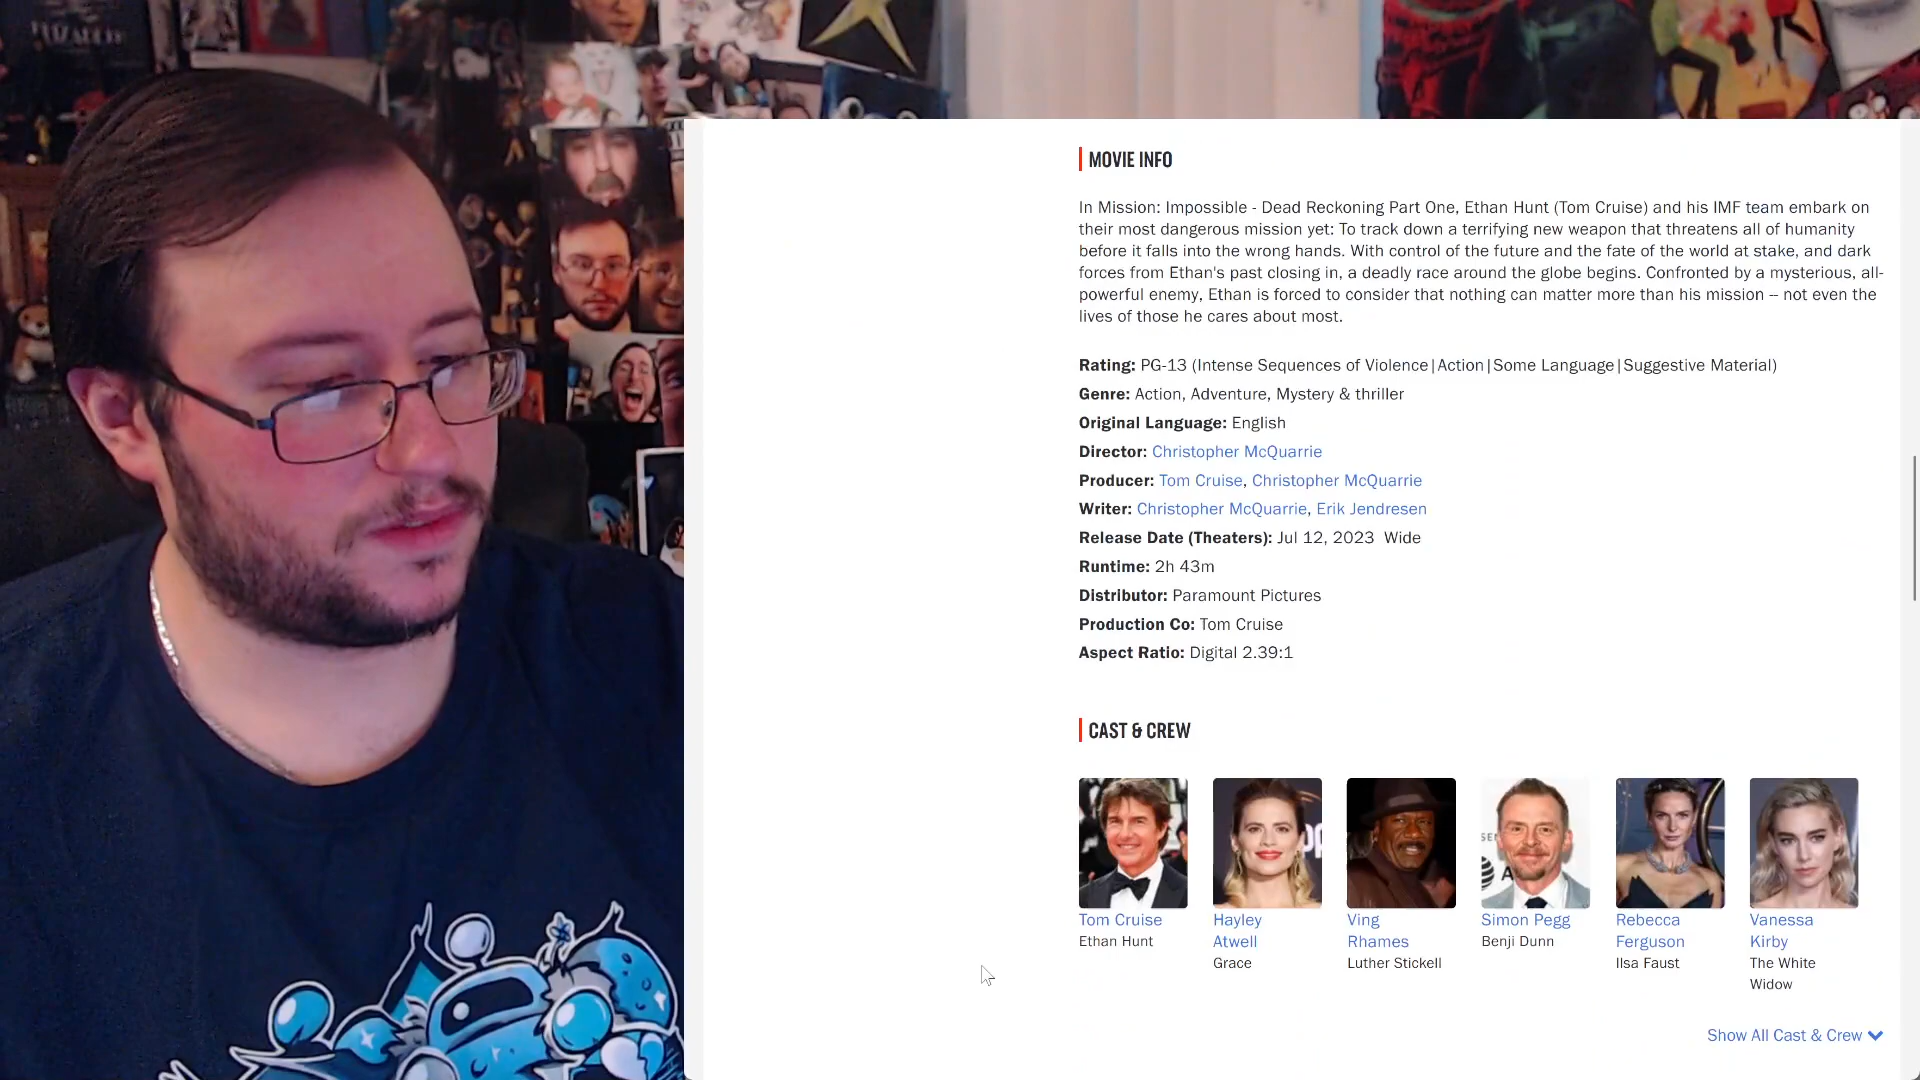 MOVIE INFO
In Mission: Impossible - Dead Reckoning Part One, Ethan Hunt (Tom Cruise) and his IMF team embark on
their most dangerous mission yet: To track down a terrifying new weapon that threatens all of humanity
before it falls into the wrong hands. With control of the future and the fate of the world at stake, and dark
forces from Ethan's past closing in, a deadly race around the globe begins. Confronted by a mysterious, all-
powerful enemy, Ethan is forced to consider that nothing can matter more than his mission -- not even the
lives of those he cares about most.
Rating: PG-13 (Intense Sequences of Violence|Action|Some Language|Suggestive Material)
Genre: Action, Adventure, Mystery & thriller
Original Language: English
Director: Christopher McQuarrie
Producer: Tom Cruise, Christopher McQuarrie
Writer: Christopher McQuarrie, Erik Jendresen
Release Date (Theaters): Jul 12, 2023 Wide
Runtime: 2h 43m
Distributor: Paramount Pictures
Production Co: Tom Cruise
Aspect Ratio: Digital 2.39:1
CAST & CREW
Tom Cruise
Ethan Hunt
Hayley
Atwell
Grace
Ving
Rhames
Luther Stickell
Simon Pegg
Benji Dunn
Rebecca
Ferguson
Ilsa Faust
Vanessa
Kirby
The White
Widow
Show All Cast & Crew